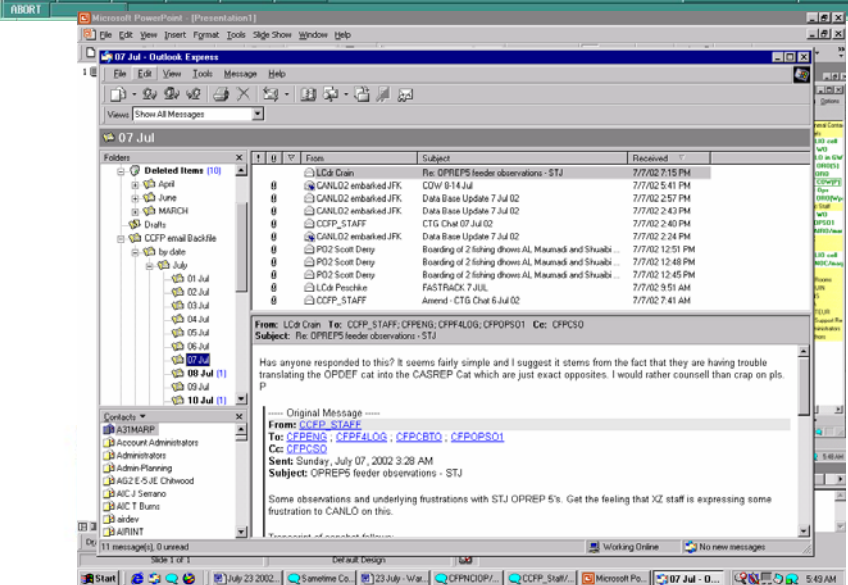 ABORT
Microsoft PowerPoint - [Presentation1]
File Edit View Insert Format Tools Slide Show Window Help
07 Jul - Outlook Express
File Edit View Tools Message Help
Views Show All Messages
07 Jul
Folders
Deleted Items (10)
April
June
MARCH
Drafts
CCFP email Backfile
by date
July
01 Jul
02 Jul
03 Jul
04 Jul
05 Jul
06 Jul
07 Jul
08 Jul (1)
09 Jul
10 Jul (1)
Contacts
A31MARP
Account Administrators
Administrators
Admin-Planning
AG2 E-5JE Chitwood
AIC J Serrano
AIC T Burns
airdev
AIRINT
From Subject Received
LCdr Crain Re: OPREP5 feeder observations - STJ 7/7/02 7:15 PM
CANLO2 embarked JFK COW 8-14 Jul 7/7/02 5:41 PM
CANLO2 embarked JFK Data Base Update 7 Jul 02 7/7/02 2:57 PM
CANLO2 embarked JFK Data Base Update 7 Jul 02 7/7/02 2:43 PM
CCFP_STAFF CTG Chat 07 Jul 02 7/7/02 2:40 PM
CANLO2 embarked JFK Data Base Update 7 Jul 02 7/7/02 2:24 PM
PO2 Scott Deny Boarding of 2 fishing dhows AL Maumadi and Shuaibi ... 7/7/02 12:51 PM
PO2 Scott Deny Boarding of 2 fishing dhows AL Maumadi and Shuaibi ... 7/7/02 12:48 PM
PO2 Scott Deny Boarding of 2 fishing dhows AL Maumadi and Shuaibi ... 7/7/02 12:45 PM
LCdr Peschke FASTRACK 7 JUL 7/7/02 9:51 AM
CCFP_STAFF Amend - CTG Chat 6 Jul 02 7/7/02 7:41 AM
From: LCdr Crain To: CCFP_STAFF; CFPENG; CFPF4LOG; CFPOPSO1 Cc: CFPCSO
Subject: Re: OPREP5 feeder observations - STJ
Has anyone responded to this? It seems fairly simple and I suggest it stems from the fact that they are having trouble
translating the OPDEF cat into the CASREP Cat which are just exact opposites. I would rather counsell than crap on pls.
P
----- Original Message -----
From: CCFP_STAFF
To: CFPENG ; CFPF4LOG ; CFPCBTO ; CFPOPSO1
Cc: CFPCSO
Sent: Sunday, July 07, 2002 3:28 AM
Subject: OPREP5 feeder observations - STJ
Some observations and underlying frustrations with STJ OPREP 5's. Get the feeling that XZ staff is expressing some
frustration to CANLO on this.
11 message(s), 0 unread Working Online No new messages
Slide 1 of 1 Default Design
Start July 23 2002... Sametime Co... 23 July - War... CFPNCIOP/... CCFP_Staff/... Microsoft Po... 07 Jul - O... 5:49 AM